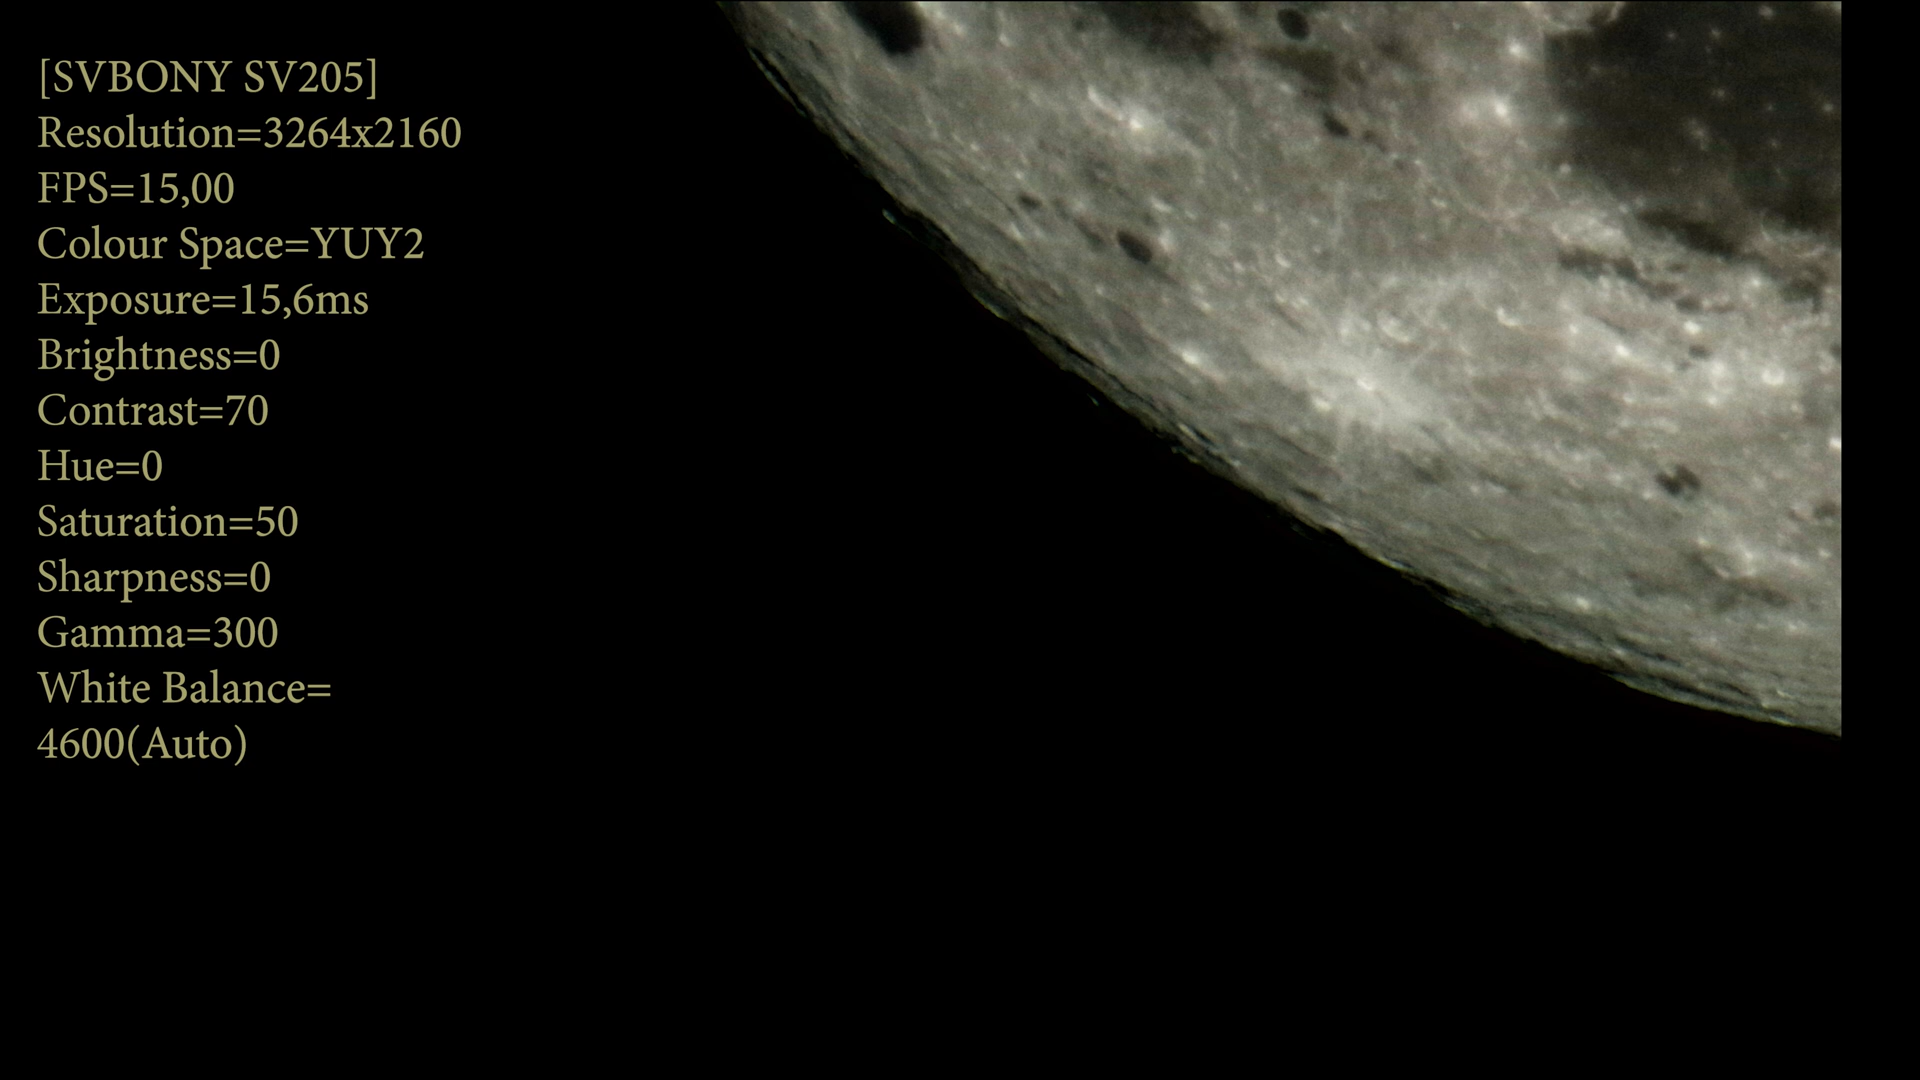 [SVBONY SV205]
Resolution=3264x2160
FPS=15,00
Colour Space=YUY2
Exposure=15,6ms
Brightness=0
Contrast=70
Hue=0
Saturation=50
Sharpness=0
Gamma=300
White Balance=
4600(Auto)